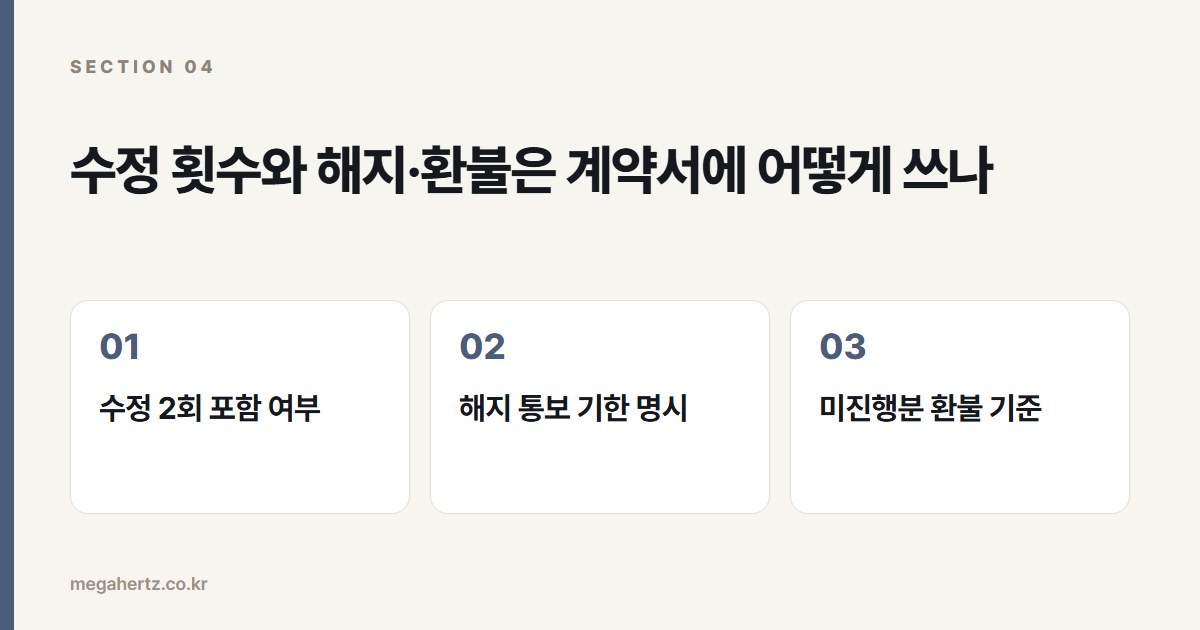 SECTION 04
수정 횟수와 해지·환불은 계약서에 어떻게 쓰나
01
수정 2회 포함 여부
02
해지 통보 기한 명시
03
미진행분 환불 기준
megahertz.co.kr